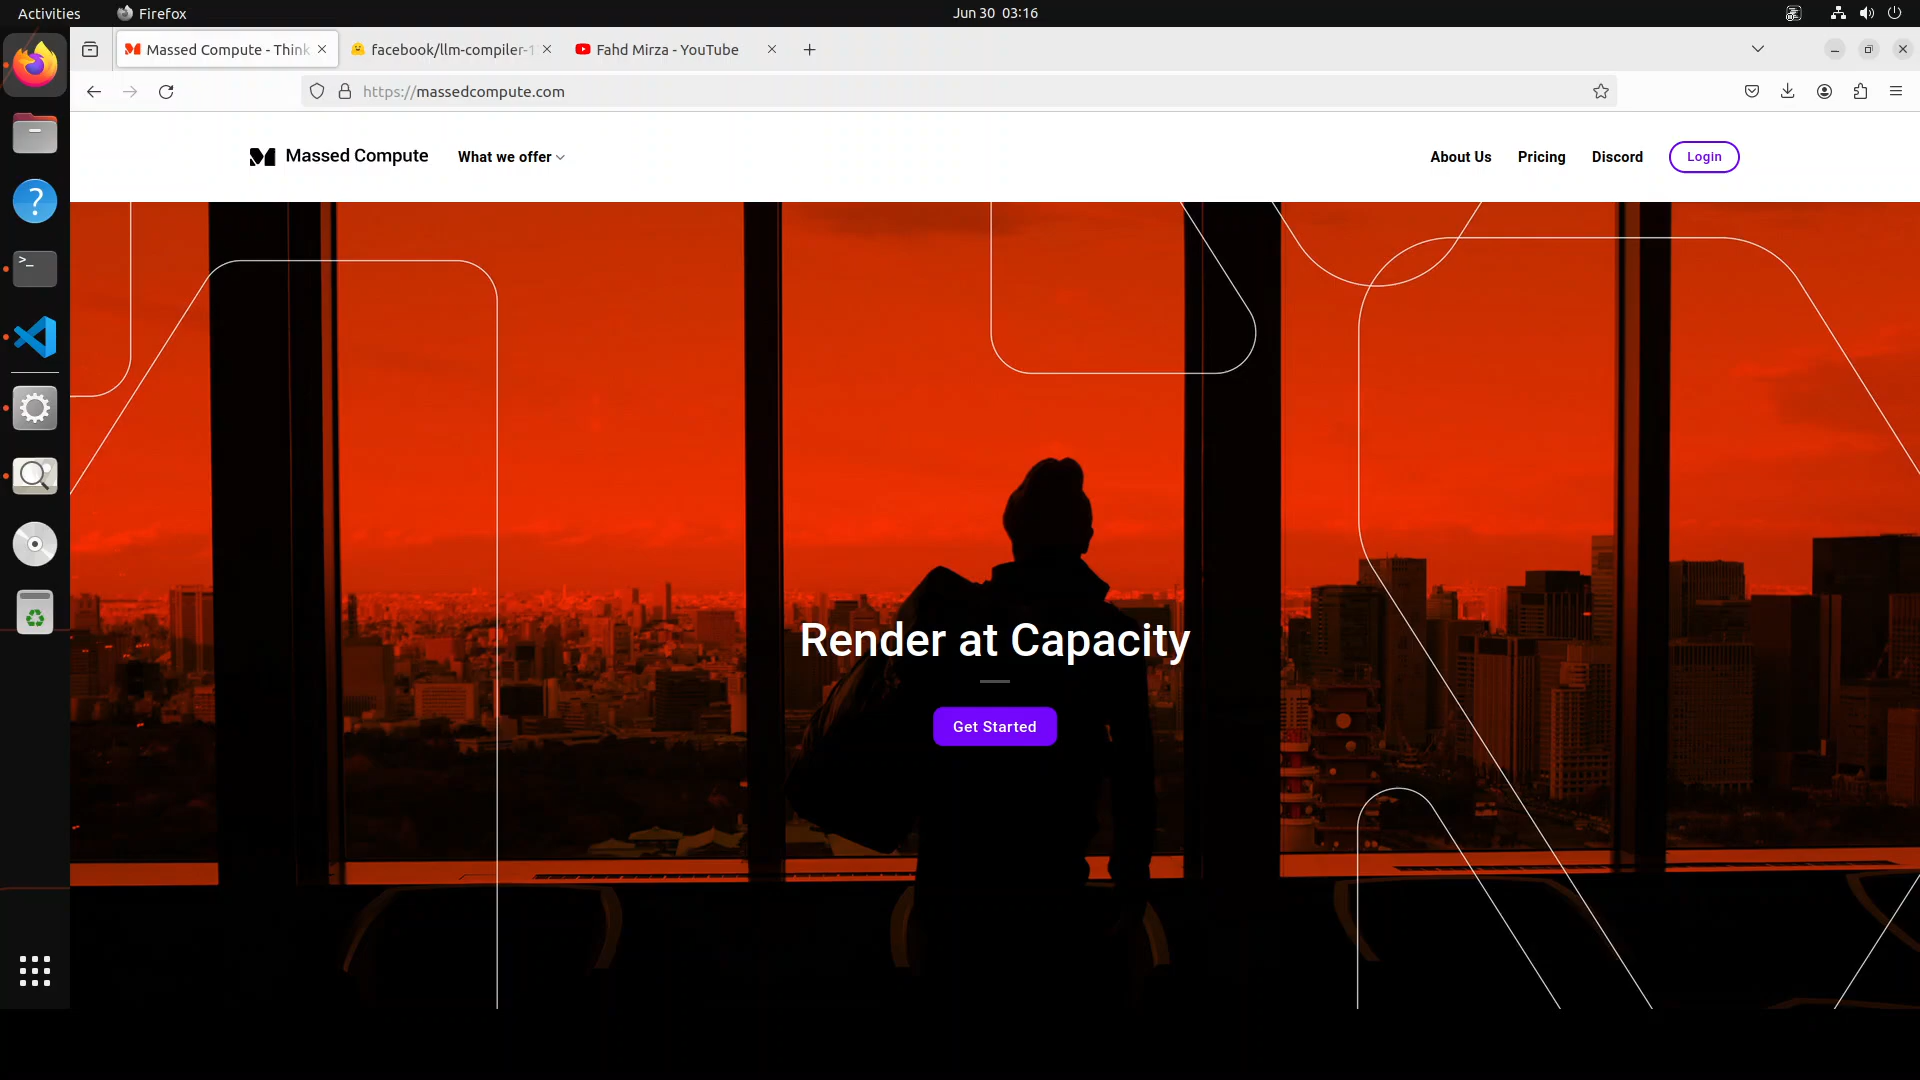 Activities
Firefox
Jun 30 03:16
Massed Compute - Think
facebook/llm-compiler-1
Fahd Mirza - YouTube
https://massedcompute.com
Massed Compute
What we offer
About Us
Pricing
Discord
Login
Render at Capacity
Get Started